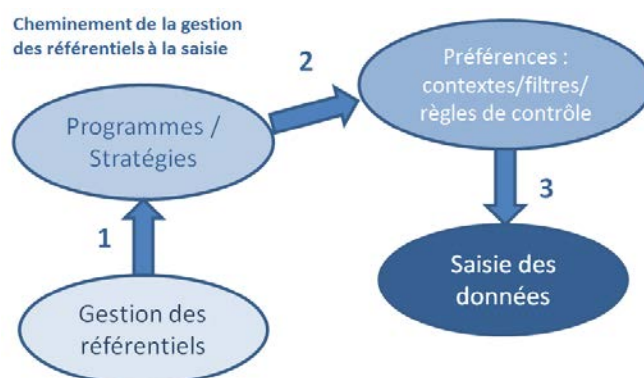 Cheminement de la gestion
des référentiels à la saisie
2
Préférences :
contextes/filtres/
règles de contrôle
Programmes /
Stratégies
1
3
Saisie des
données
Gestion des
référentiels